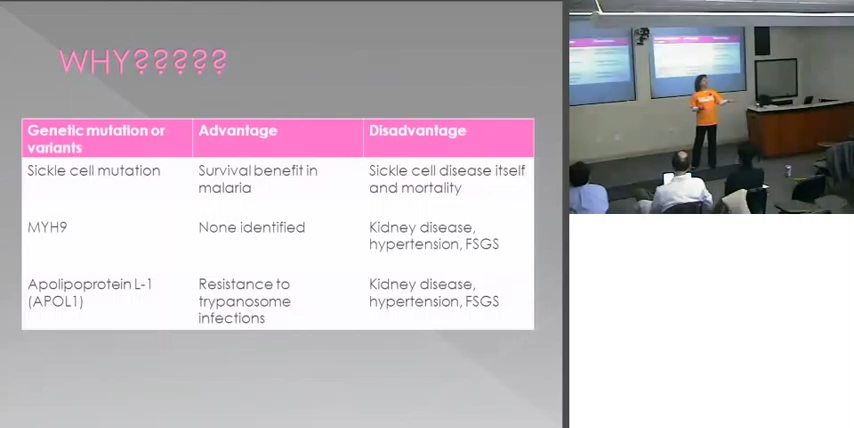 WHY?????
Genetic mutation or
variants
Advantage
Disadvantage
Sickle cell mutation
Survival benefit in
malaria
Sickle cell disease itself
and mortality
MYH9
None identified
Kidney disease,
hypertension, FSGS
Apolipoprotein L-1
(APOL1)
Resistance to
trypanosome
infections
Kidney disease,
hypertension, FSGS